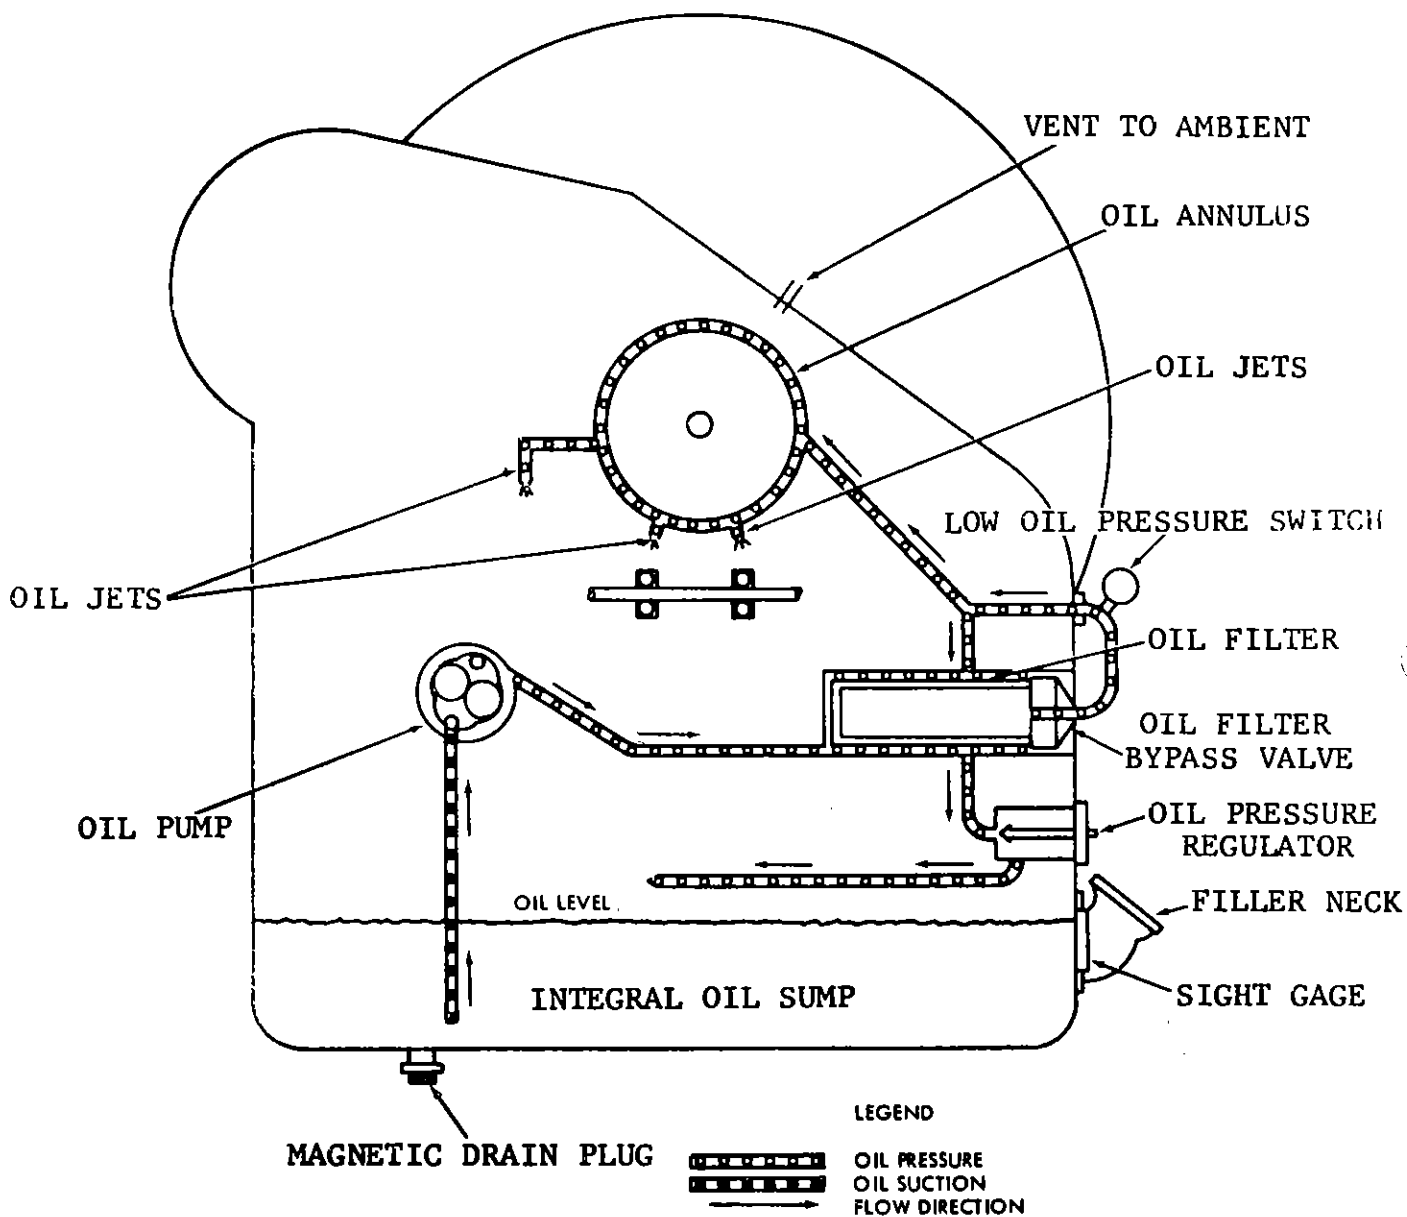 VENT TO AMBIENT
OIL ANNULUS
OIL JETS
LOW OIL PRESSURE SWITCH
OIL JETS
OIL FILTER
OIL FILTER
BYPASS VALVE
OIL PUMP
OIL PRESSURE
REGULATOR
OIL LEVEL
FILLER NECK
INTEGRAL OIL SUMP
SIGHT GAGE
MAGNETIC DRAIN PLUG
LEGEND
OIL PRESSURE
OIL SUCTION
FLOW DIRECTION